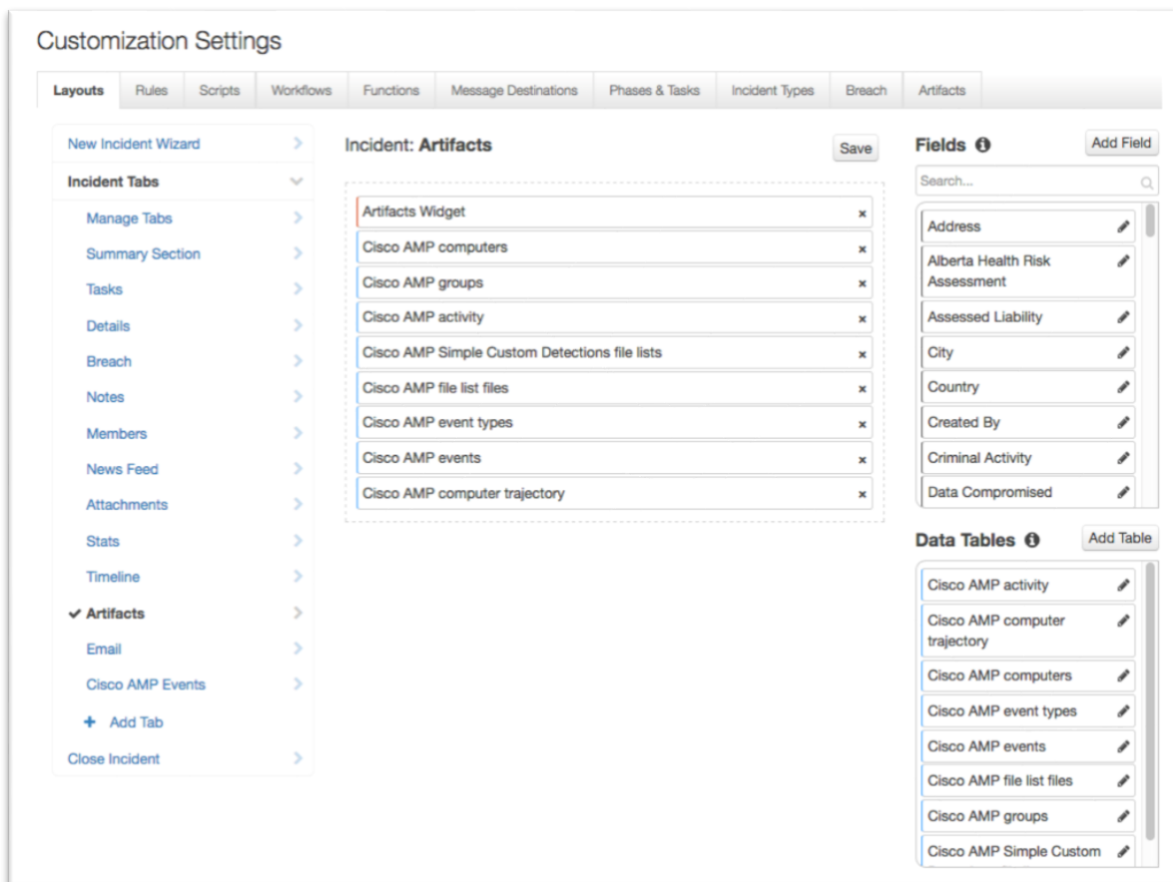 Customization Settings
Layouts Rules Scripts Workflows Functions Message Destinations Phases & Tasks Incident Types Breach Artifacts
New Incident Wizard
Incident Tabs
Manage Tabs
Summary Section
Tasks
Details
Breach
Notes
Members
News Feed
Attachments
Stats
Timeline
Artifacts
Email
Cisco AMP Events
+ Add Tab
Close Incident
Incident: Artifacts
Save
Artifacts Widget
Cisco AMP computers
Cisco AMP groups
Cisco AMP activity
Cisco AMP Simple Custom Detections file lists
Cisco AMP file list files
Cisco AMP event types
Cisco AMP events
Cisco AMP computer trajectory
Fields
Add Field
Search...
Address
Alberta Health Risk
Assessment
Assessed Liability
City
Country
Created By
Criminal Activity
Data Compromised
Data Tables
Add Table
Cisco AMP activity
Cisco AMP computer
trajectory
Cisco AMP computers
Cisco AMP event types
Cisco AMP events
Cisco AMP file list files
Cisco AMP groups
Cisco AMP Simple Custom